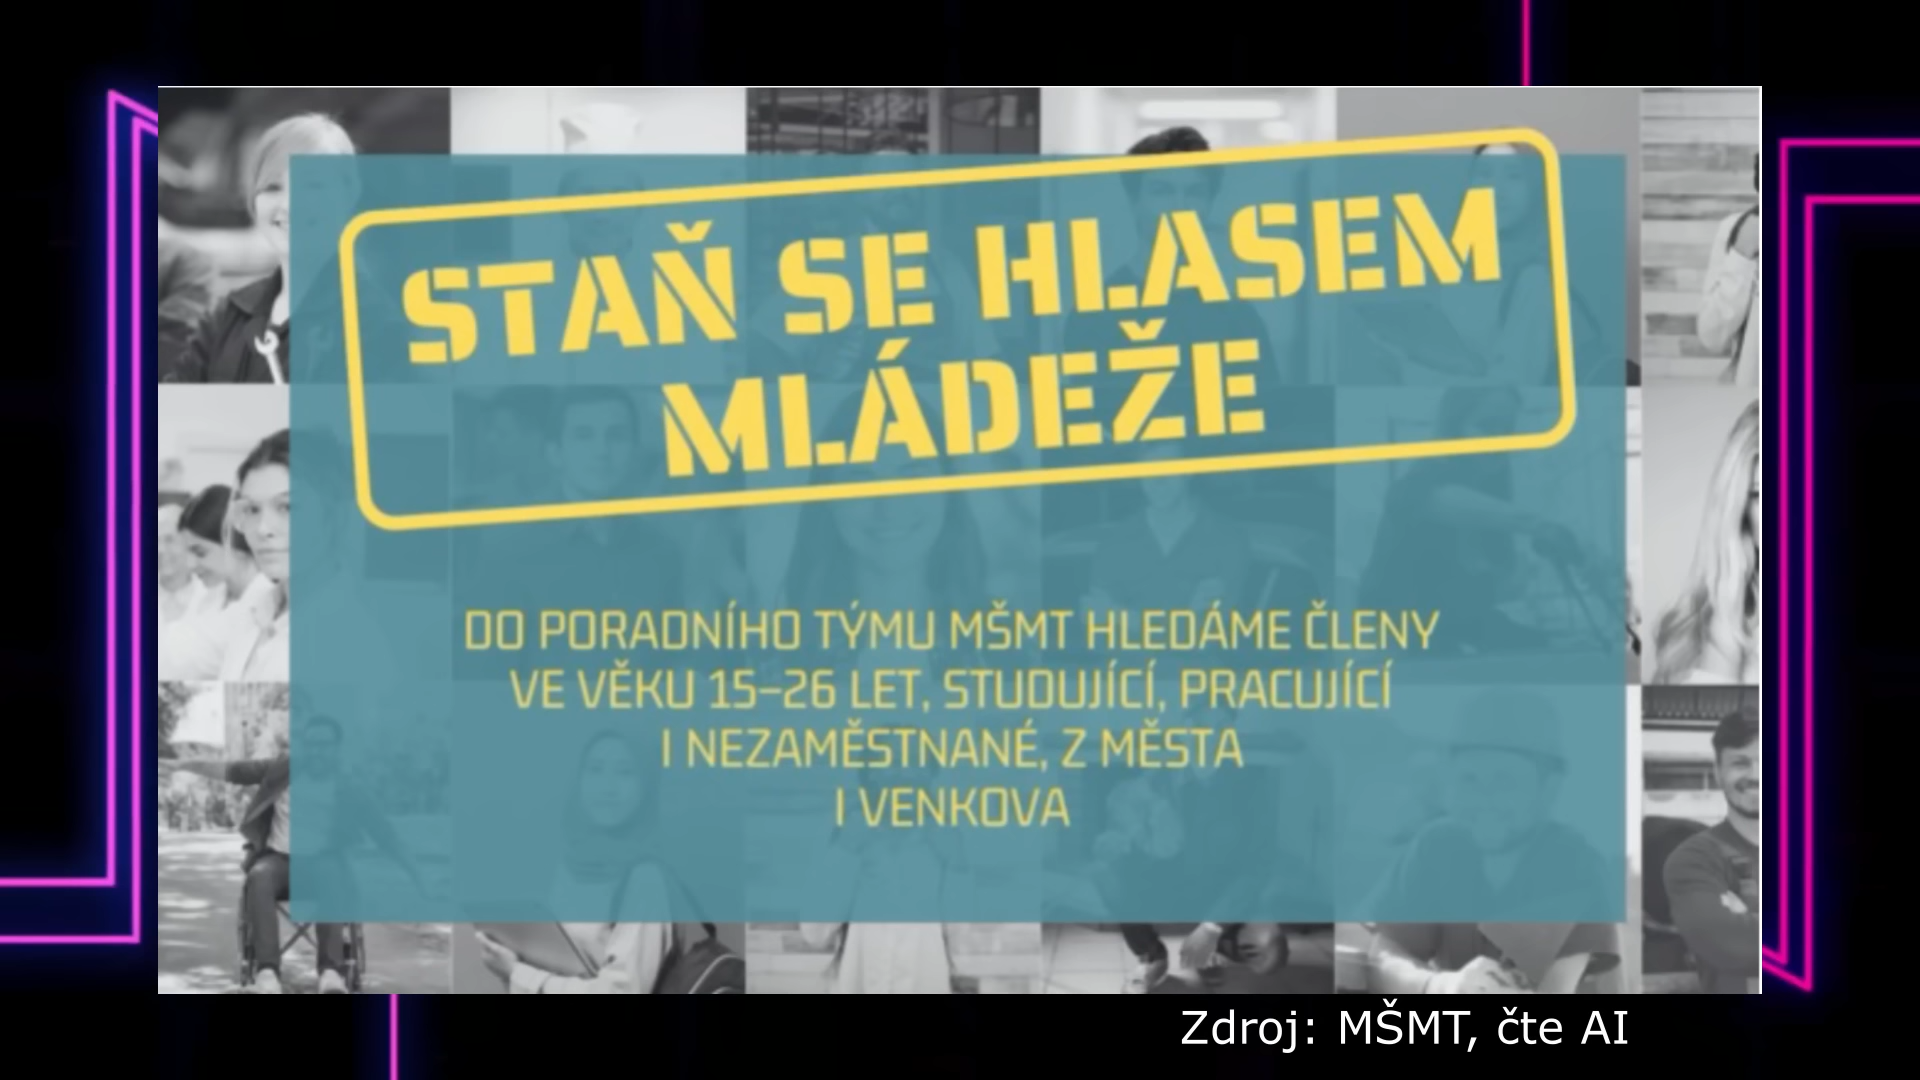 STAŇ SE HLASEM
MLÁDEŽE
DO PORADNÍHO TÝMU MŠMT HLEDÁME ČLENY
VE VĚKU 15–26 LET, STUDUJÍCÍ, PRACUJÍCÍ
I NEZAMĚSTNANÉ, Z MĚSTA
I VENKOVA
Zdroj: MŠMT, čte AI